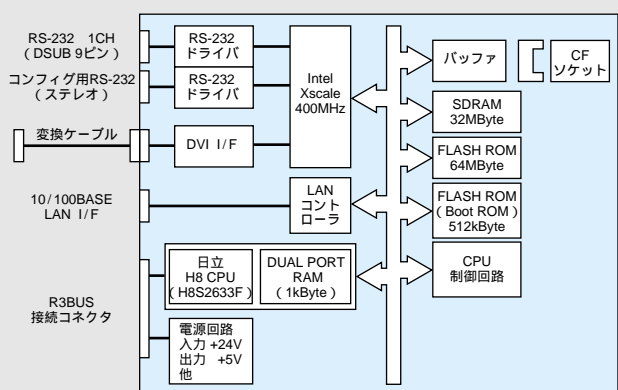 RS-232 1CH
（DSUB 9ピン）
コンフィグ用RS-232
（ステレオ）
変換ケーブル
10/100BASE
LAN I/F
R3BUS
接続コネクタ
RS-232
ドライバ
RS-232
ドライバ
DVI I/F
Intel
Xscale
400MHz
LAN
コント
ローラ
日立
H8 CPU
（H8S2633F）
DUAL PORT
RAM
（1kByte）
電源回路
入力 +24V
出力 +5V
他
バッファ
CF
ソケット
SDRAM
32MByte
FLASH ROM
64MByte
FLASH ROM
（Boot ROM）
512kByte
CPU
制御回路